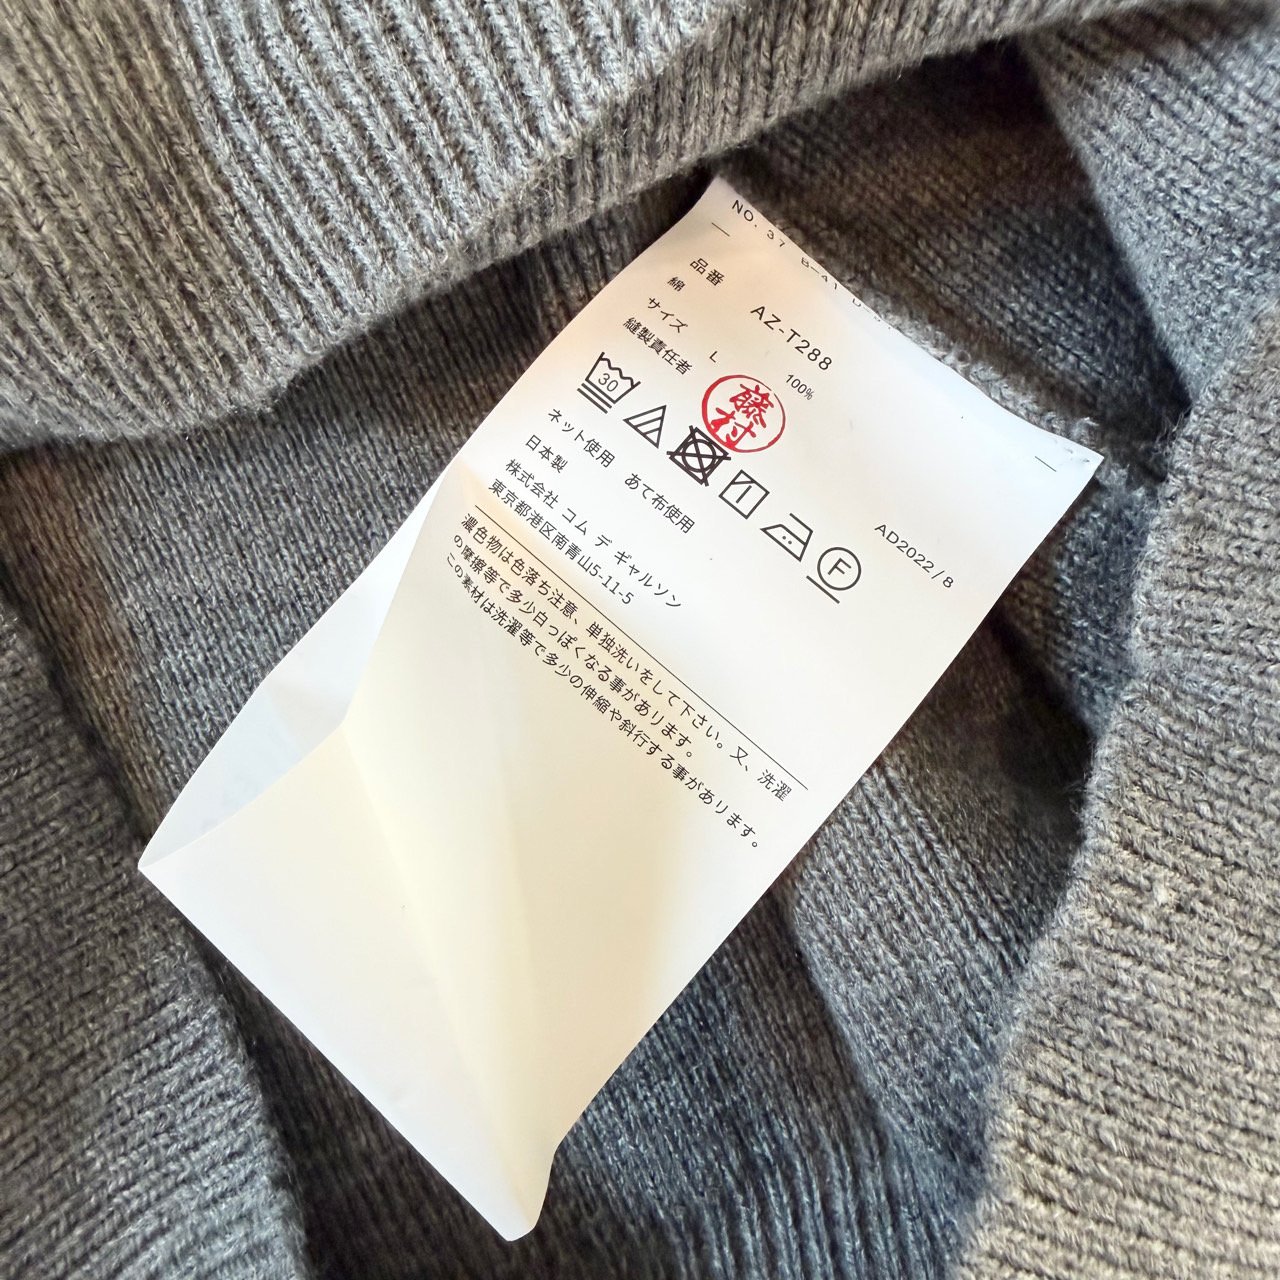 NO. 37 B-41
品番 AZ-T288
綿 100%
サイズ L
縫製責任者 藤村
30
F
ネット使用 あて布使用
日本製 AD2022/8
株式会社 コム デ ギャルソン
東京都港区南青山5-11-5
濃色物は色落ち注意、単独洗いをして下さい。又、洗濯
の摩擦等で多少白っぽくなる事があります。
この素材は洗濯等で多少の伸縮や斜行する事があります。